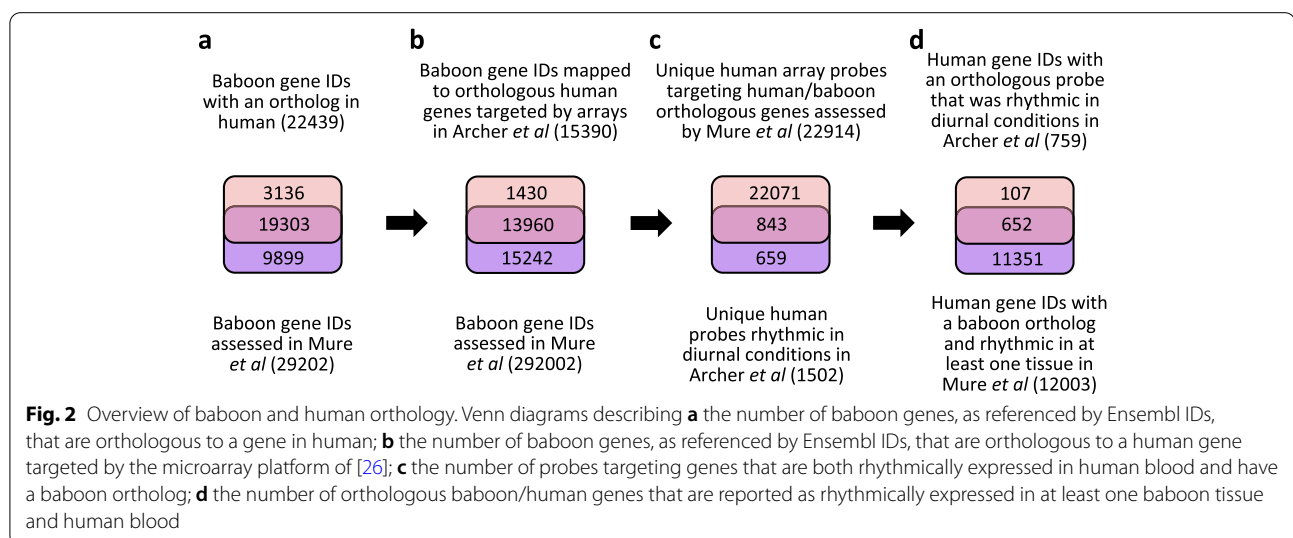 a
Baboon gene IDs
with an ortholog in
human (22439)
3136
19303
9899
Baboon gene IDs
assessed in Mure
et al (29202)
b
Baboon gene IDs mapped
to orthologous human
genes targeted by arrays
in Archer et al (15390)
1430
13960
15242
Baboon gene IDs
assessed in Mure
et al (292002)
c
Unique human array probes
targeting human/baboon
orthologous genes assessed
by Mure et al (22914)
22071
843
659
Unique human
probes rhythmic in
diurnal conditions in
Archer et al (1502)
d
Human gene IDs with
an orthologous probe
that was rhythmic in
diurnal conditions in
Archer et al (759)
107
652
11351
Human gene IDs with
a baboon ortholog
and rhythmic in at
least one tissue in
Mure et al (12003)
Fig. 2 Overview of baboon and human orthology. Venn diagrams describing a the number of baboon genes, as referenced by Ensembl IDs,
that are orthologous to a gene in human; b the number of baboon genes, as referenced by Ensembl IDs, that are orthologous to a human gene
targeted by the microarray platform of [26]; c the number of probes targeting genes that are both rhythmically expressed in human blood and have
a baboon ortholog; d the number of orthologous baboon/human genes that are reported as rhythmically expressed in at least one baboon tissue
and human blood